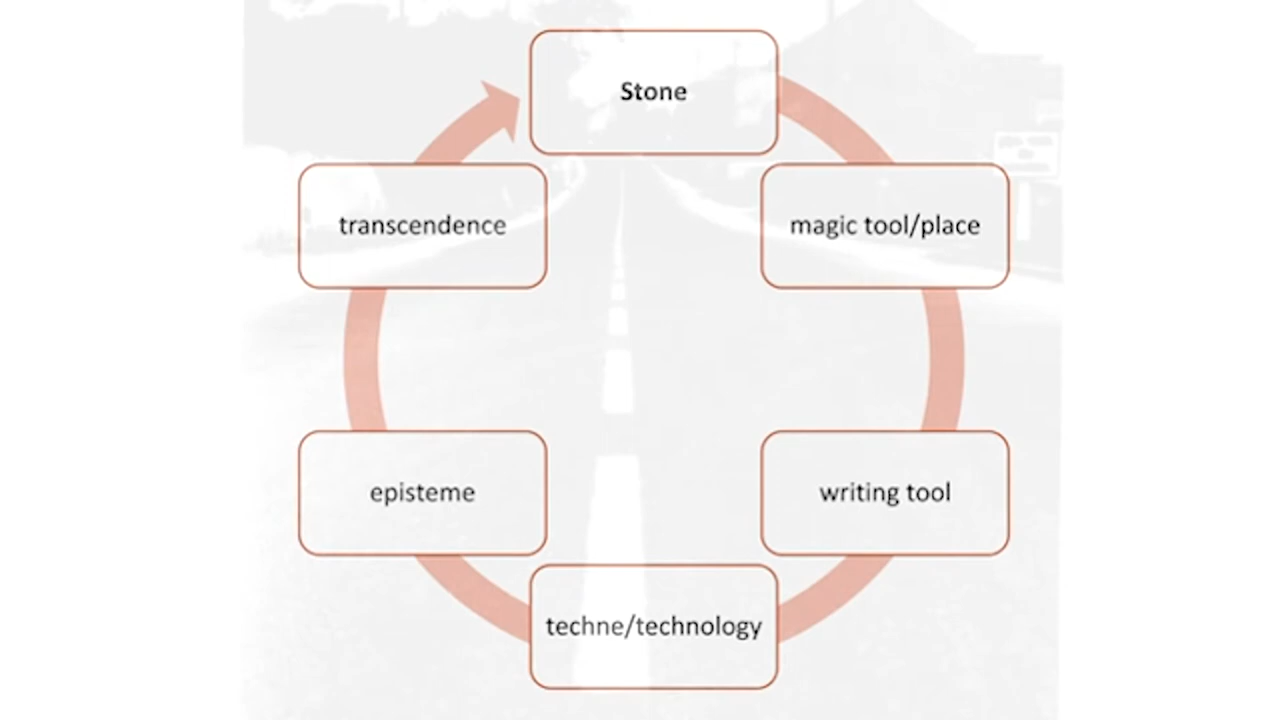 Stone
magic tool/place
writing tool
techne/technology
episteme
transcendence